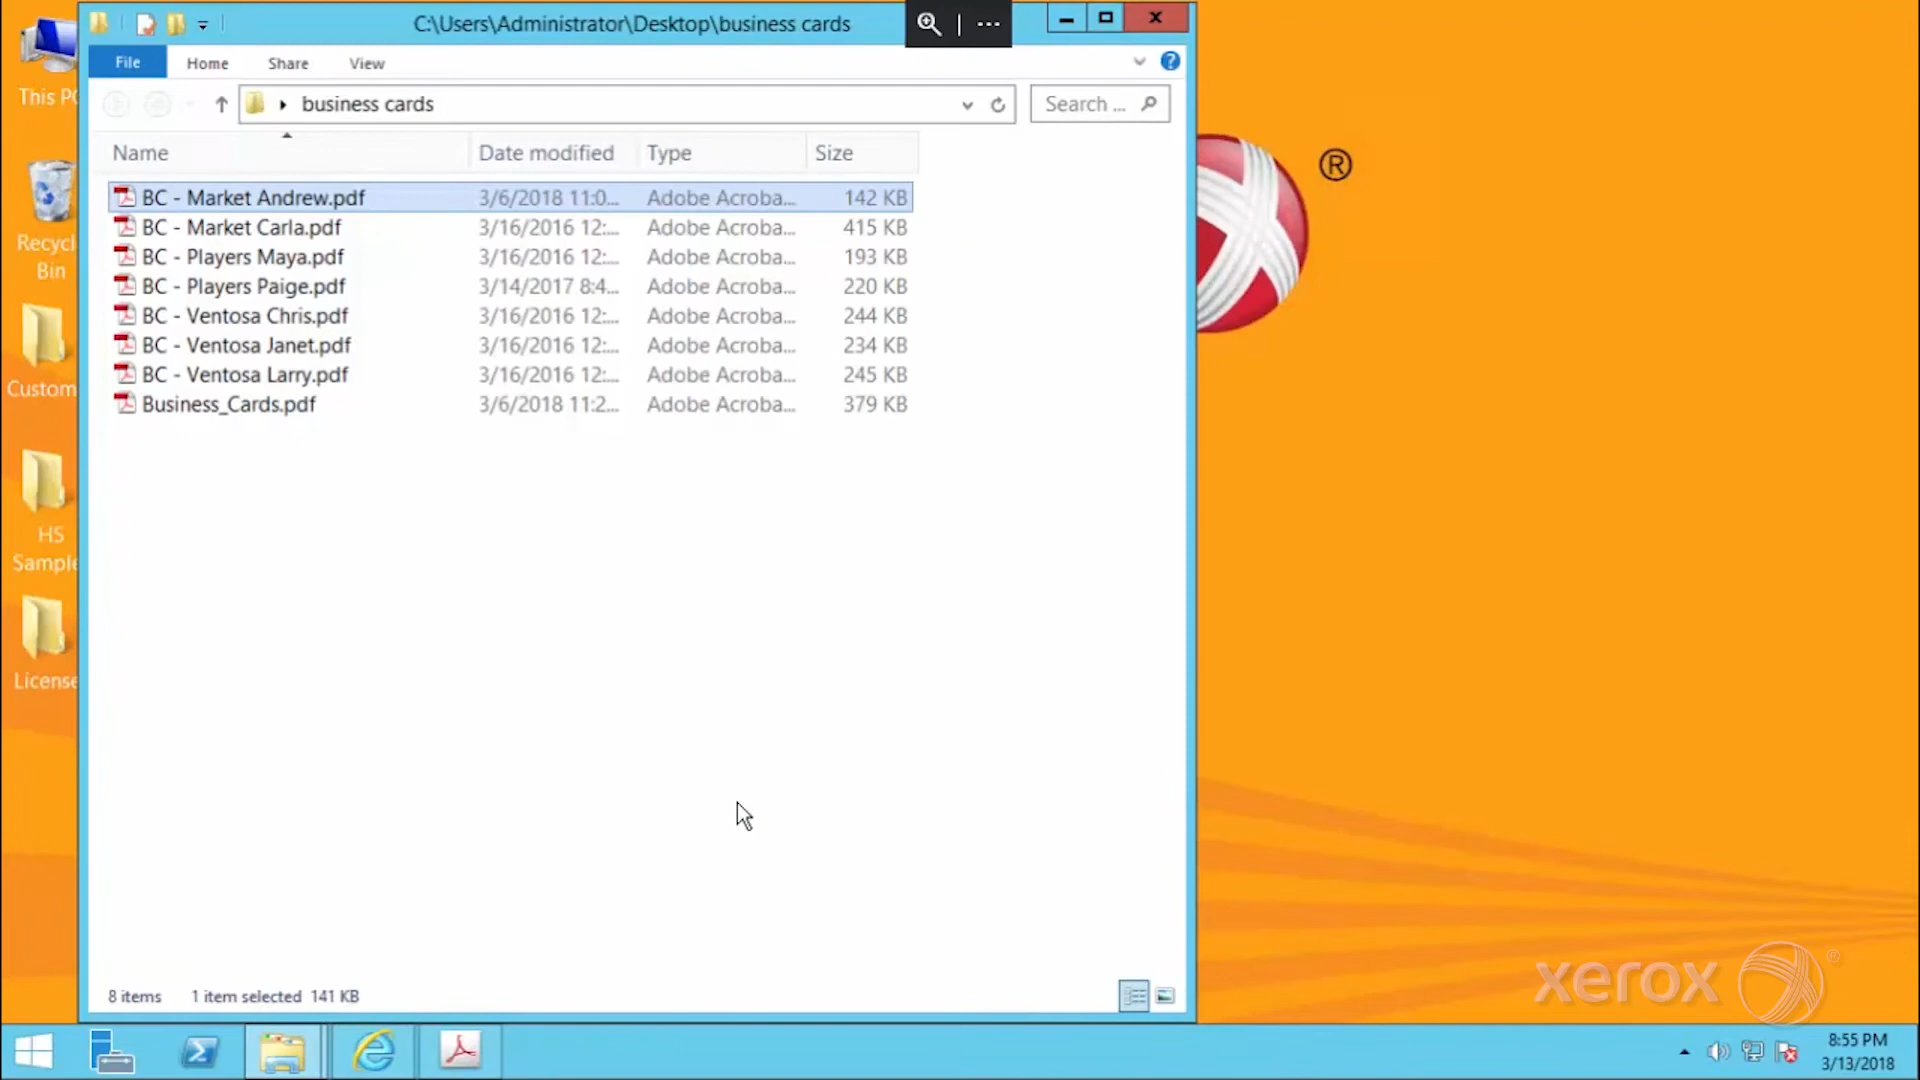 C:\Users\Administrator\Desktop\business cards
File Home Share View
business cards
Search ...
Name Date modified Type Size
BC - Market Andrew.pdf 3/6/2018 11:0... Adobe Acroba... 142 KB
BC - Market Carla.pdf 3/16/2016 12:... Adobe Acroba... 415 KB
BC - Players Maya.pdf 3/16/2016 12:... Adobe Acroba... 193 KB
BC - Players Paige.pdf 3/14/2017 8:4... Adobe Acroba... 220 KB
BC - Ventosa Chris.pdf 3/16/2016 12:... Adobe Acroba... 244 KB
BC - Ventosa Janet.pdf 3/16/2016 12:... Adobe Acroba... 234 KB
BC - Ventosa Larry.pdf 3/16/2016 12:... Adobe Acroba... 245 KB
Business_Cards.pdf 3/6/2018 11:2... Adobe Acroba... 379 KB
8 items 1 item selected 141 KB
This PC
Recycl
Bin
Custom
HS
Sample
License
®
xerox ®
8:55 PM
3/13/2018